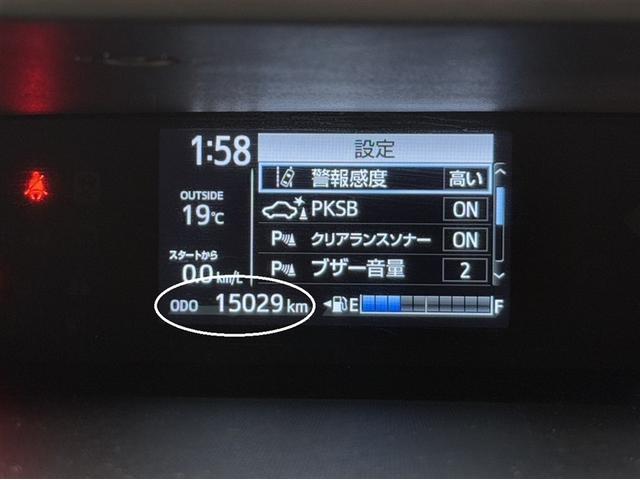 1:58
設定
警報感度 高い
OUTSIDE
19℃
PKSB ON
クリアランスソナー ON
ブザー音量 2
スタートから
0.0 km/L
ODO 15029 km
E F